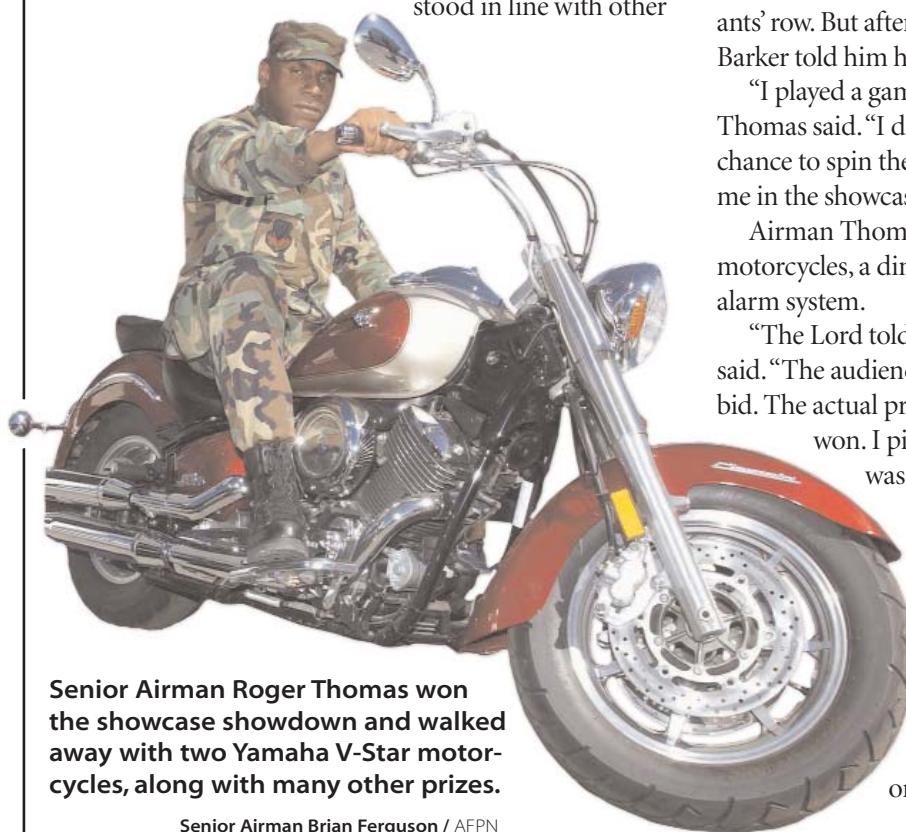 stood in line with other
ants’ row. But after
Barker told him h
“I played a gam
Thomas said. “I d
chance to spin the
me in the showcas
Airman Thom
motorcycles, a din
alarm system.
“The Lord told
said. “The audienc
bid. The actual pr
won. I pi
was
or
Senior Airman Roger Thomas won
the showcase showdown and walked
away with two Yamaha V-Star motor-
cycles, along with many other prizes.
Senior Airman Brian Ferguson / AFPN